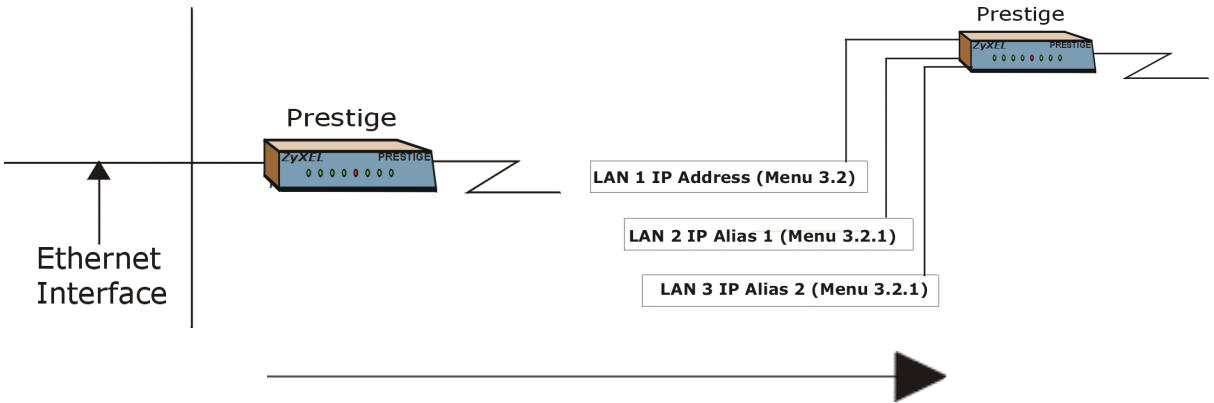 Prestige
ZyXEL PRESTIGE
Ethernet
Interface
Prestige
ZyXEL PRESTIGE
LAN 1 IP Address (Menu 3.2)
LAN 2 IP Alias 1 (Menu 3.2.1)
LAN 3 IP Alias 2 (Menu 3.2.1)